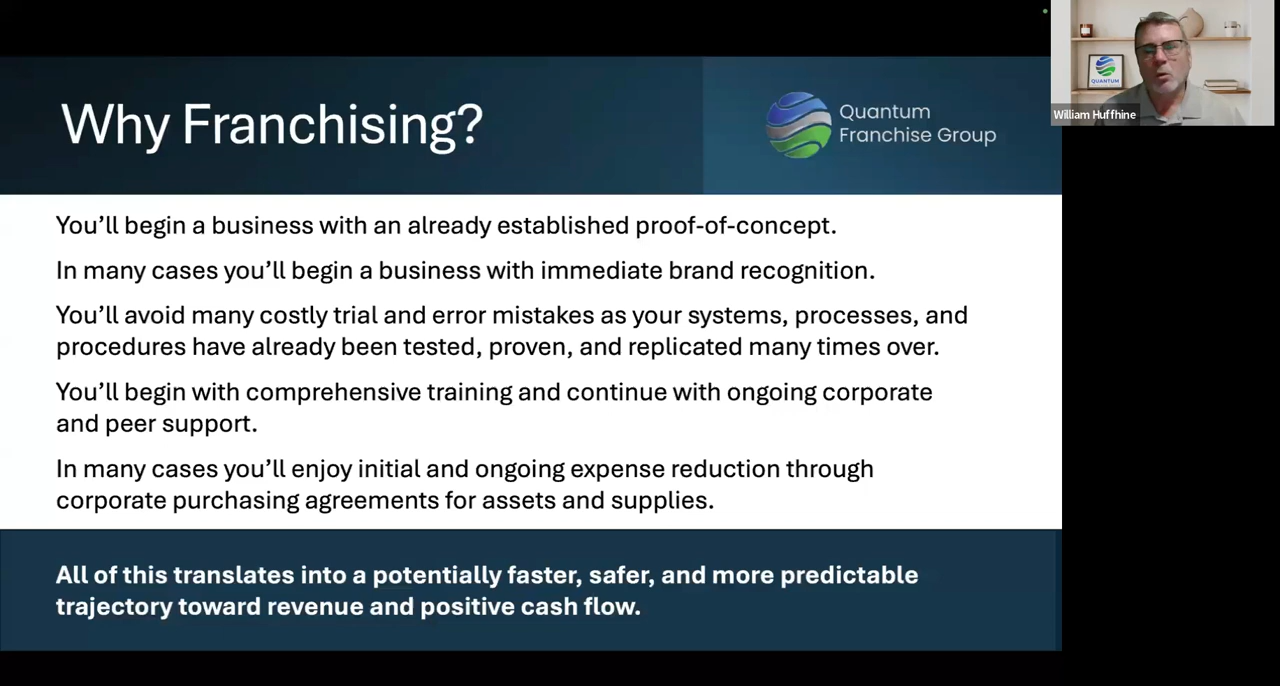 Why Franchising?
Quantum
Franchise Group
QUANTUM
William Huffhine
You’ll begin a business with an already established proof-of-concept.
In many cases you’ll begin a business with immediate brand recognition.
You’ll avoid many costly trial and error mistakes as your systems, processes, and
procedures have already been tested, proven, and replicated many times over.
You’ll begin with comprehensive training and continue with ongoing corporate
and peer support.
In many cases you’ll enjoy initial and ongoing expense reduction through
corporate purchasing agreements for assets and supplies.
All of this translates into a potentially faster, safer, and more predictable
trajectory toward revenue and positive cash flow.